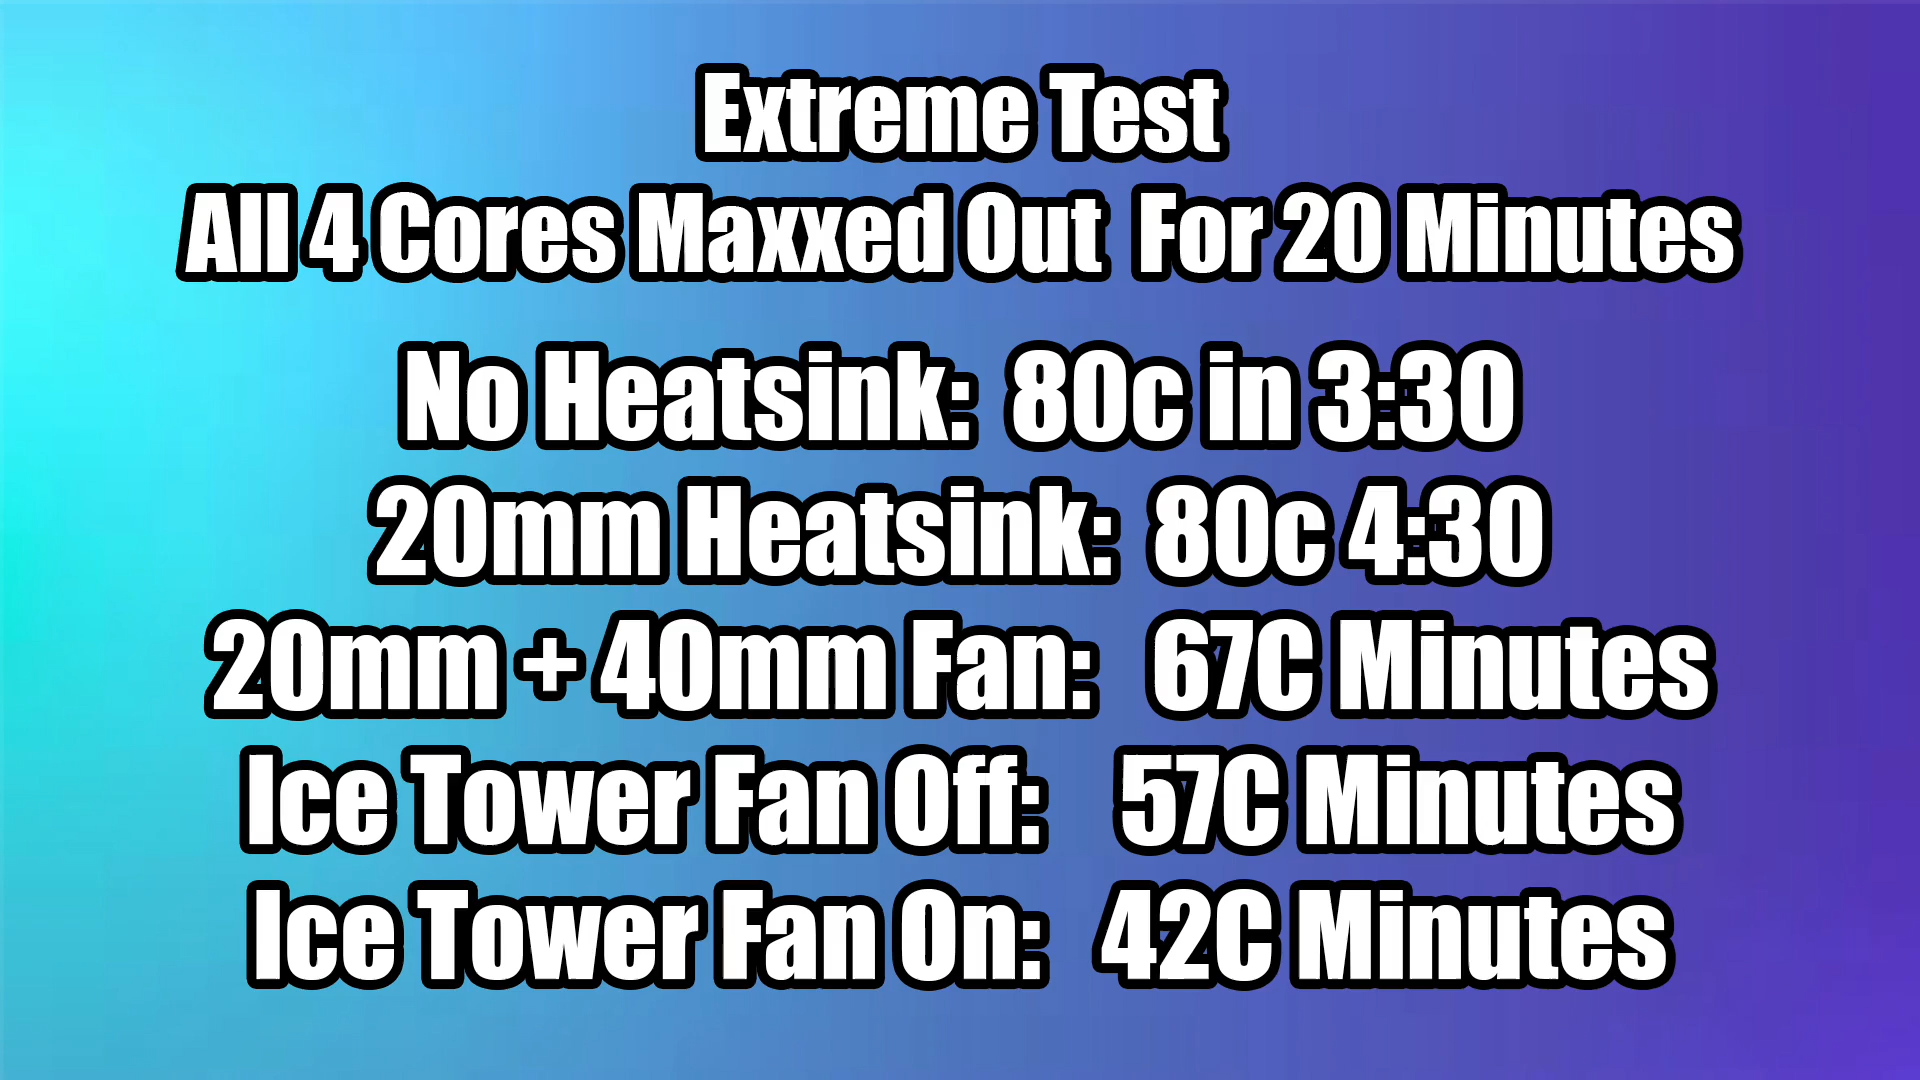 Extreme Test
All 4 Cores Maxxed Out For 20 Minutes
No Heatsink: 80c in 3:30
20mm Heatsink: 80c 4:30
20mm + 40mm Fan: 67C Minutes
Ice Tower Fan Off: 57C Minutes
Ice Tower Fan On: 42C Minutes